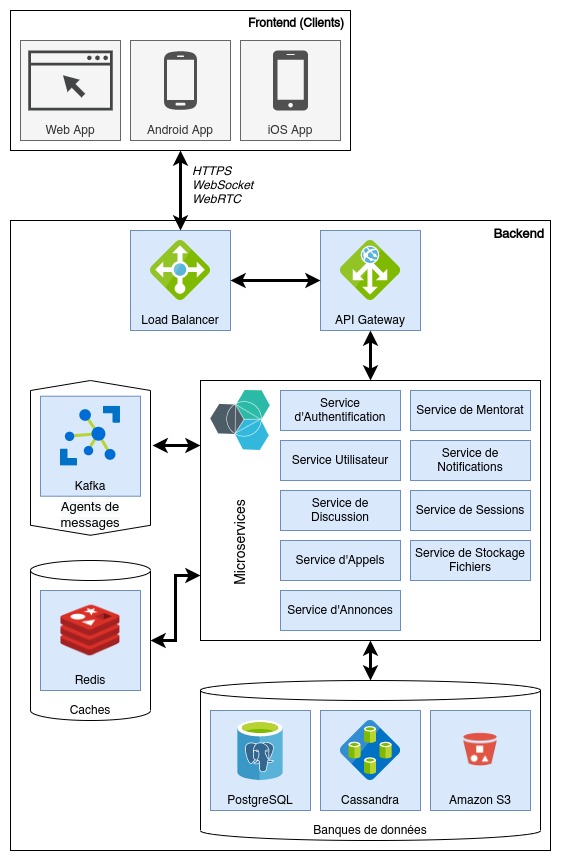 Frontend (Clients)
Web App
Android App
iOS App
HTTPS
WebSocket
WebRTC
Backend
Load Balancer
API Gateway
Kafka
Agents de
messages
Redis
Caches
Microservices
Service
d'Authentification
Service de Mentorat
Service Utilisateur
Service de
Notifications
Service de
Discussion
Service de Sessions
Service d'Appels
Service de Stockage
Fichiers
Service d'Annonces
PostgreSQL
Cassandra
Amazon S3
Banques de données